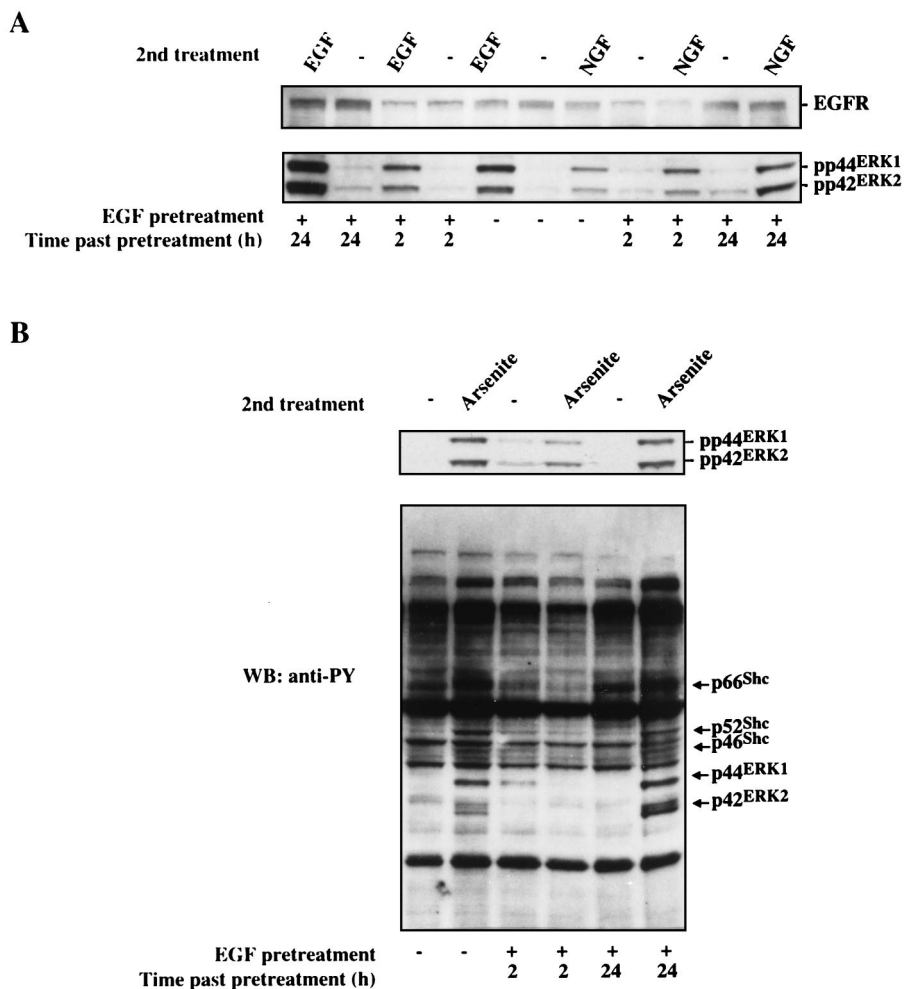 A
2nd treatment EGF - EGF - EGF - NGF - NGF - NGF
- EGFR
pp44ERK1
pp42ERK2
EGF pretreatment + + + + - - - + + + +
Time past pretreatment (h) 24 24 2 2 2 2 24 24
B
2nd treatment - Arsenite - Arsenite - Arsenite
pp44ERK1
pp42ERK2
WB: anti-PY
p66Shc
p52Shc
p46Shc
p44ERK1
p42ERK2
EGF pretreatment - - + + + +
Time past pretreatment (h) 2 2 24 24